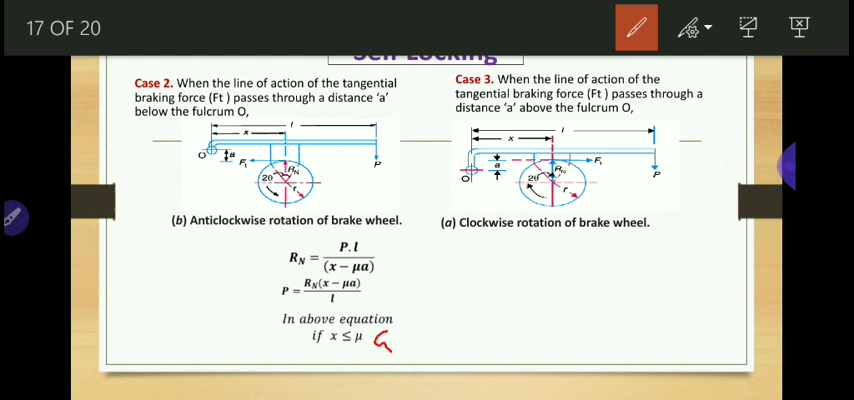 17 OF 20
Self-Locking
Case 2. When the line of action of the tangential
braking force (Ft ) passes through a distance ‘a’
below the fulcrum O,
l
x
O
a
Ft
RN
2θ
r
P
(b) Anticlockwise rotation of brake wheel.
RN = P.l / (x − μa)
P = RN(x − μa) / l
In above equation
if x ≤ μ a
Case 3. When the line of action of the
tangential braking force (Ft ) passes through a
distance ‘a’ above the fulcrum O,
l
x
a
O
Ft
RN
2θ
r
P
(a) Clockwise rotation of brake wheel.